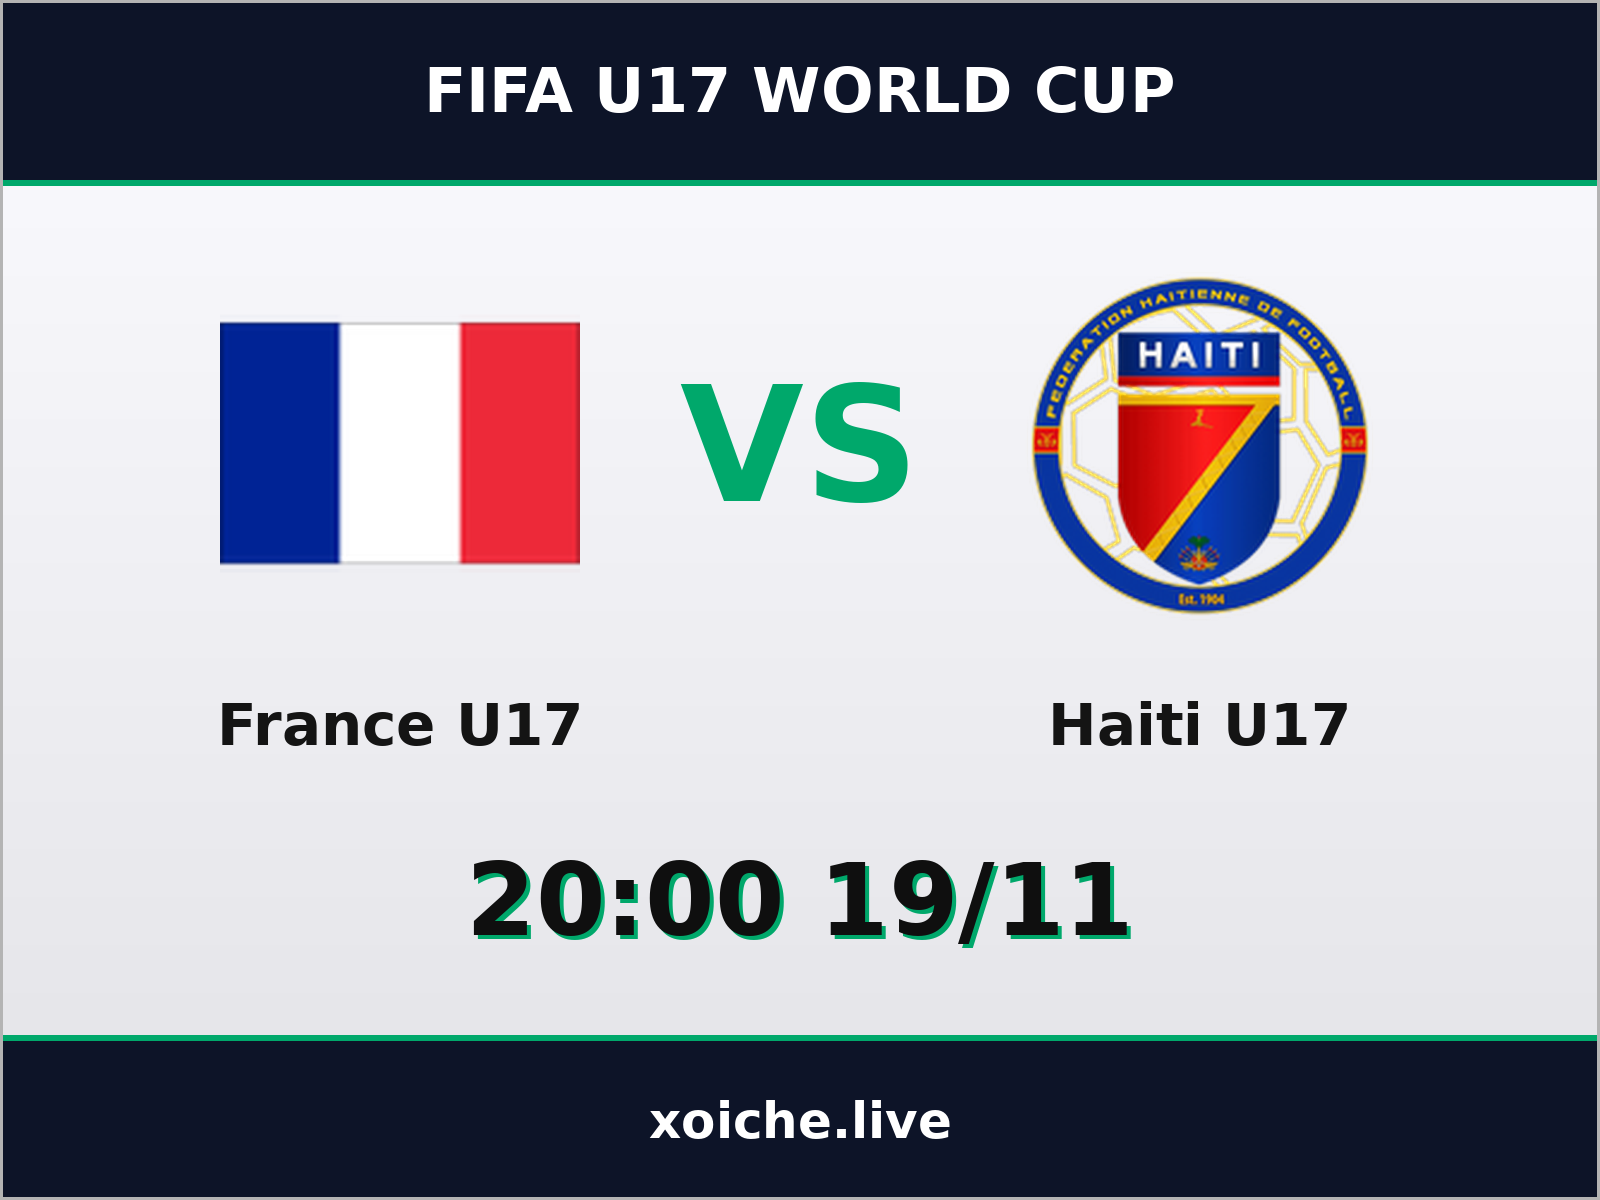 FIFA U17 WORLD CUP
FEDERATION HAITIENNE DE FOOTBALL
HAITI
VS
Est. 1904
France U17
Haiti U17
20:00 19/11
xoiche.live